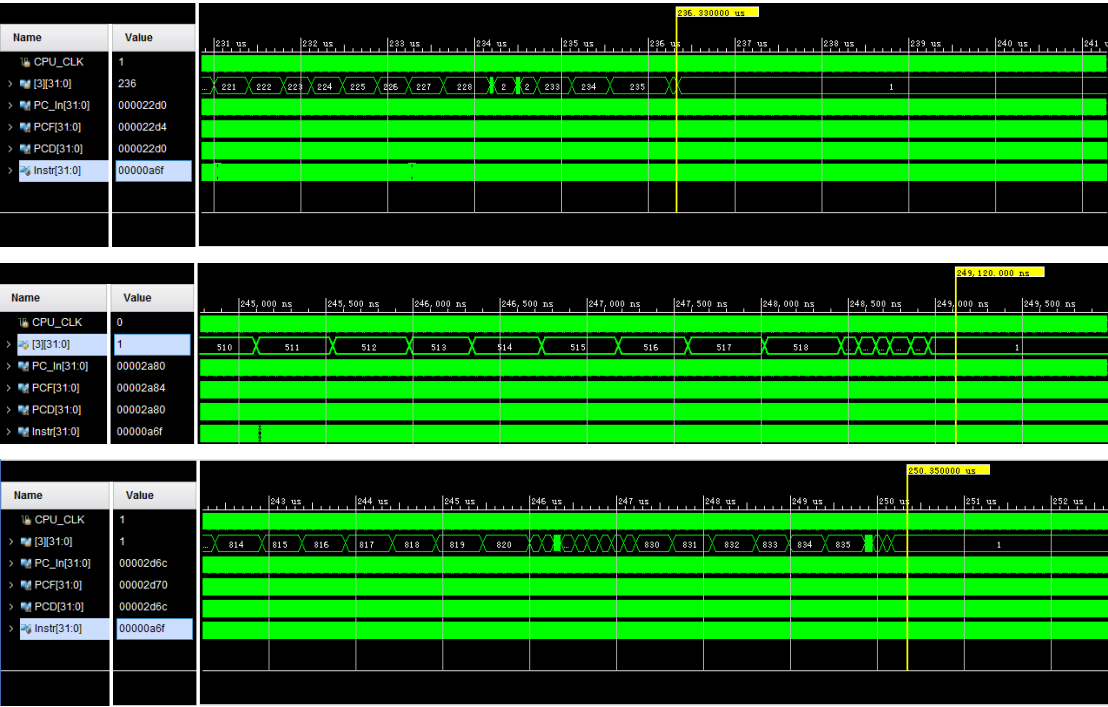 236.330000 us
Name Value
231 us 232 us 233 us 234 us 235 us 236 us 237 us 238 us 239 us 240 us 241 u
CPU_CLK 1
[3][31:0] 236 ... 221 222 223 224 225 226 227 228 2 2 233 234 235 1
PC_In[31:0] 000022d0
PCF[31:0] 000022d4
PCD[31:0] 000022d0
Instr[31:0] 00000a6f
249,120.000 ns
Name Value
245,000 ns 245,500 ns 246,000 ns 246,500 ns 247,000 ns 247,500 ns 248,000 ns 248,500 ns 249,000 ns 249,500 ns
CPU_CLK 0
[3][31:0] 1 510 511 512 513 514 515 516 517 518 ... ... ... ... 1
PC_In[31:0] 00002a80
PCF[31:0] 00002a84
PCD[31:0] 00002a80
Instr[31:0] 00000a6f
250.350000 us
Name Value
243 us 244 us 245 us 246 us 247 us 248 us 249 us 250 us 251 us 252 us
CPU_CLK 1
[3][31:0] 1 ... 814 815 816 817 818 819 820 ... 830 831 832 833 834 835 1
PC_In[31:0] 00002d6c
PCF[31:0] 00002d70
PCD[31:0] 00002d6c
Instr[31:0] 00000a6f